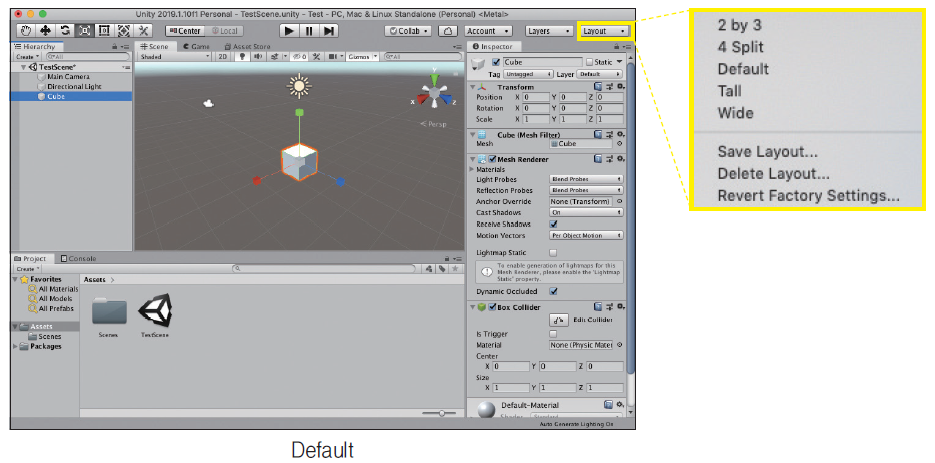 Unity 2019.1.10f1 Personal - TestScene.unity - Test - PC, Mac & Linux Standalone (Personal) <Metal>
Center Local Collab Account Layers Layout
Hierarchy
Create All
TestScene*
Main Camera
Directional Light
Cube
Scene Game Asset Store
Shaded 2D 0 Gizmos All
y
x z
Persp
Inspector
Cube Static
Tag Untagged Layer Default
Transform
Position X 0 Y 0 Z 0
Rotation X 0 Y 0 Z 0
Scale X 1 Y 1 Z 1
Cube (Mesh Filter)
Mesh Cube
Mesh Renderer
Materials
Light Probes Blend Probes
Reflection Probes Blend Probes
Anchor Override None (Transform)
Cast Shadows On
Receive Shadows
Motion Vectors Per Object Motion
Lightmap Static
To enable generation of lightmaps for this
Mesh Renderer, please enable the 'Lightmap
Static' property.
Dynamic Occluded
Box Collider
Edit Collider
Is Trigger
Material None (Physic Mater
Center
X 0 Y 0 Z 0
Size
X 1 Y 1 Z 1
Default-Material
Shader Standard
Auto Generate Lighting On
Project Console
Create
Favorites
All Materials
All Models
All Prefabs
Assets
Scenes
Packages
Assets
Scenes TestScene
2 by 3
4 Split
Default
Tall
Wide
Save Layout...
Delete Layout...
Revert Factory Settings...
Default